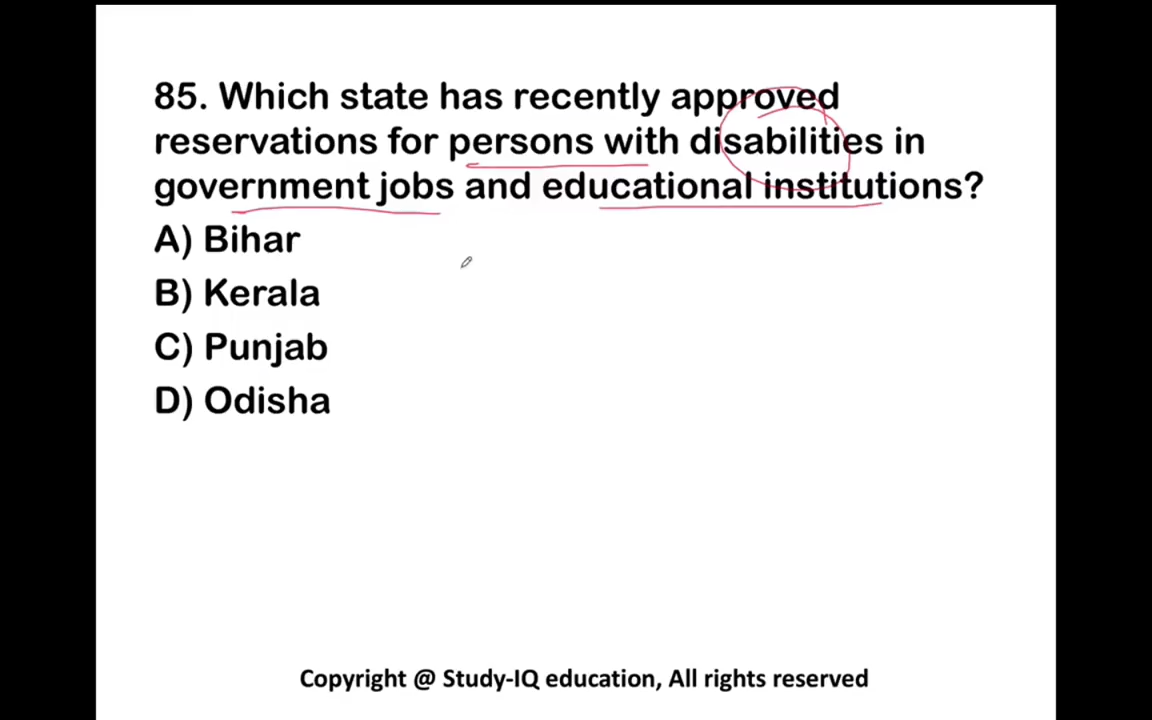 85. Which state has recently approved
reservations for persons with disabilities in
government jobs and educational institutions?
A) Bihar
B) Kerala
C) Punjab
D) Odisha
Copyright @ Study-IQ education, All rights reserved